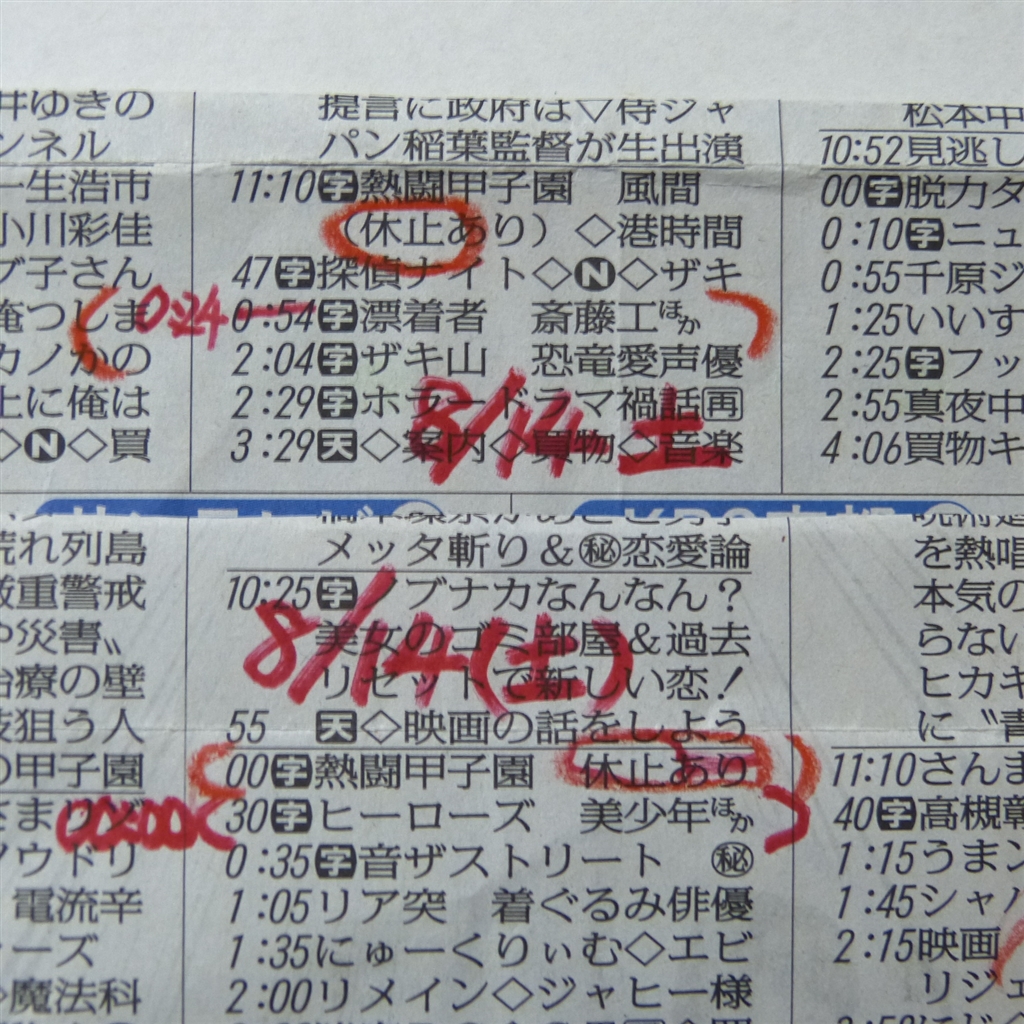 井ゆきの
ンネル
一生浩市
小川彩佳
ブ子さん
俺つしま
カノかの
上に俺は
◇N◇買
提言に政府は▽侍ジャ
パン稲葉監督が生出演
11:10字熱闘甲子園 風間
(休止あり)◇港時間
47字探偵ナイト◇N◇ザキ
0:24
0:54字漂着者 斎藤工ほか
2:04字ザキ山 恐竜愛声優
2:29字ホラードラマ禍話再
3:29天◇案内◇買物◇音楽
8/14 土
松本中
10:52見逃し
00字脱力タ
0:10字ニュ
0:55千原ジ
1:25いいす
2:25字フッ
2:55真夜中
4:06買物キ
荒れ列島
厳重警戒
や災害〟
治療の壁
技狙う人
の甲子園
さまリゾ
ソウドリ
電流辛
ーズ
◇魔法科
メッタ斬り&㊙恋愛論
10:25字ノブナカなんなん?
美女のゴミ部屋&過去
リセットで新しい恋!
8/14(土)
55 天◇映画の話をしよう
00字熱闘甲子園 休止あり
00:00
30字ヒーローズ 美少年ほか
0:35字音ザストリート ㊙
1:05リア突 着ぐるみ俳優
1:35にゅーくりぃむ◇エビ
2:00リメイン◇ジャヒー様
を熱唱
本気の
らない
ヒカキ
に〝青
11:10さんま
40字高槻彰
1:15うまン
1:45シャバ
2:15映画
リジェ